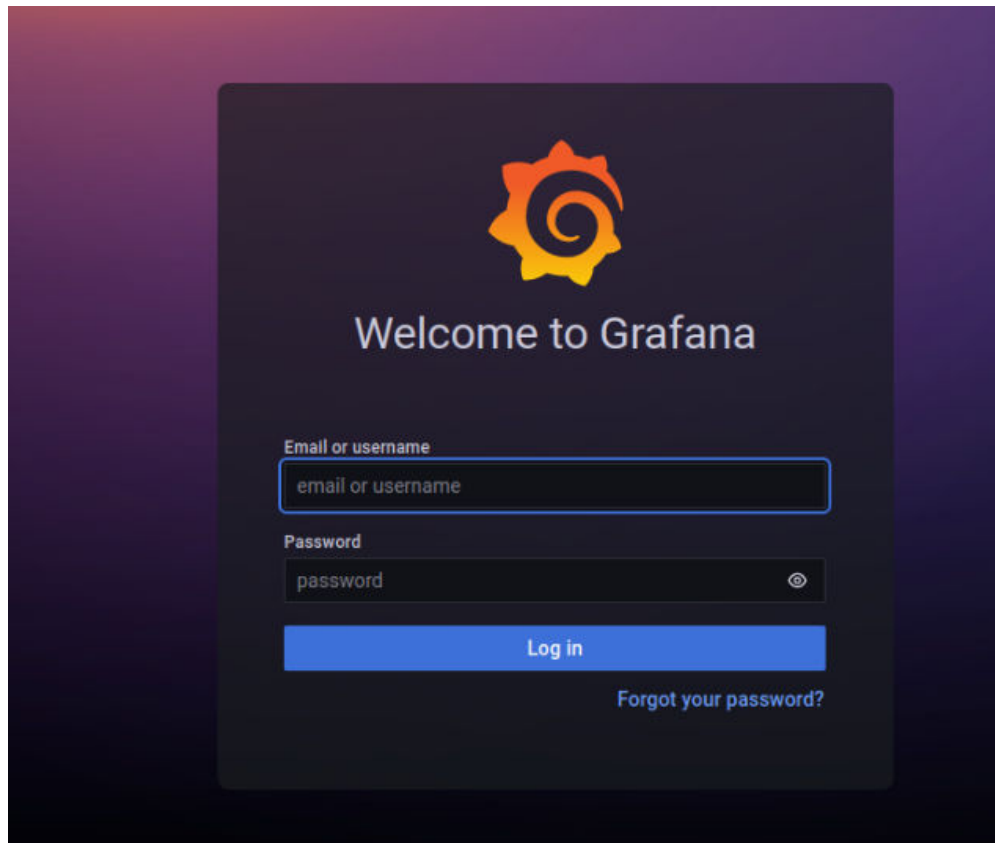 Welcome to Grafana
Email or username
email or username
Password
password
Log in
Forgot your password?